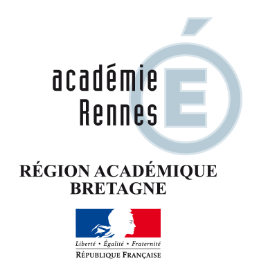 académie
Rennes
É
RÉGION ACADÉMIQUE
BRETAGNE
Liberté • Égalité • Fraternité
RÉPUBLIQUE FRANÇAISE